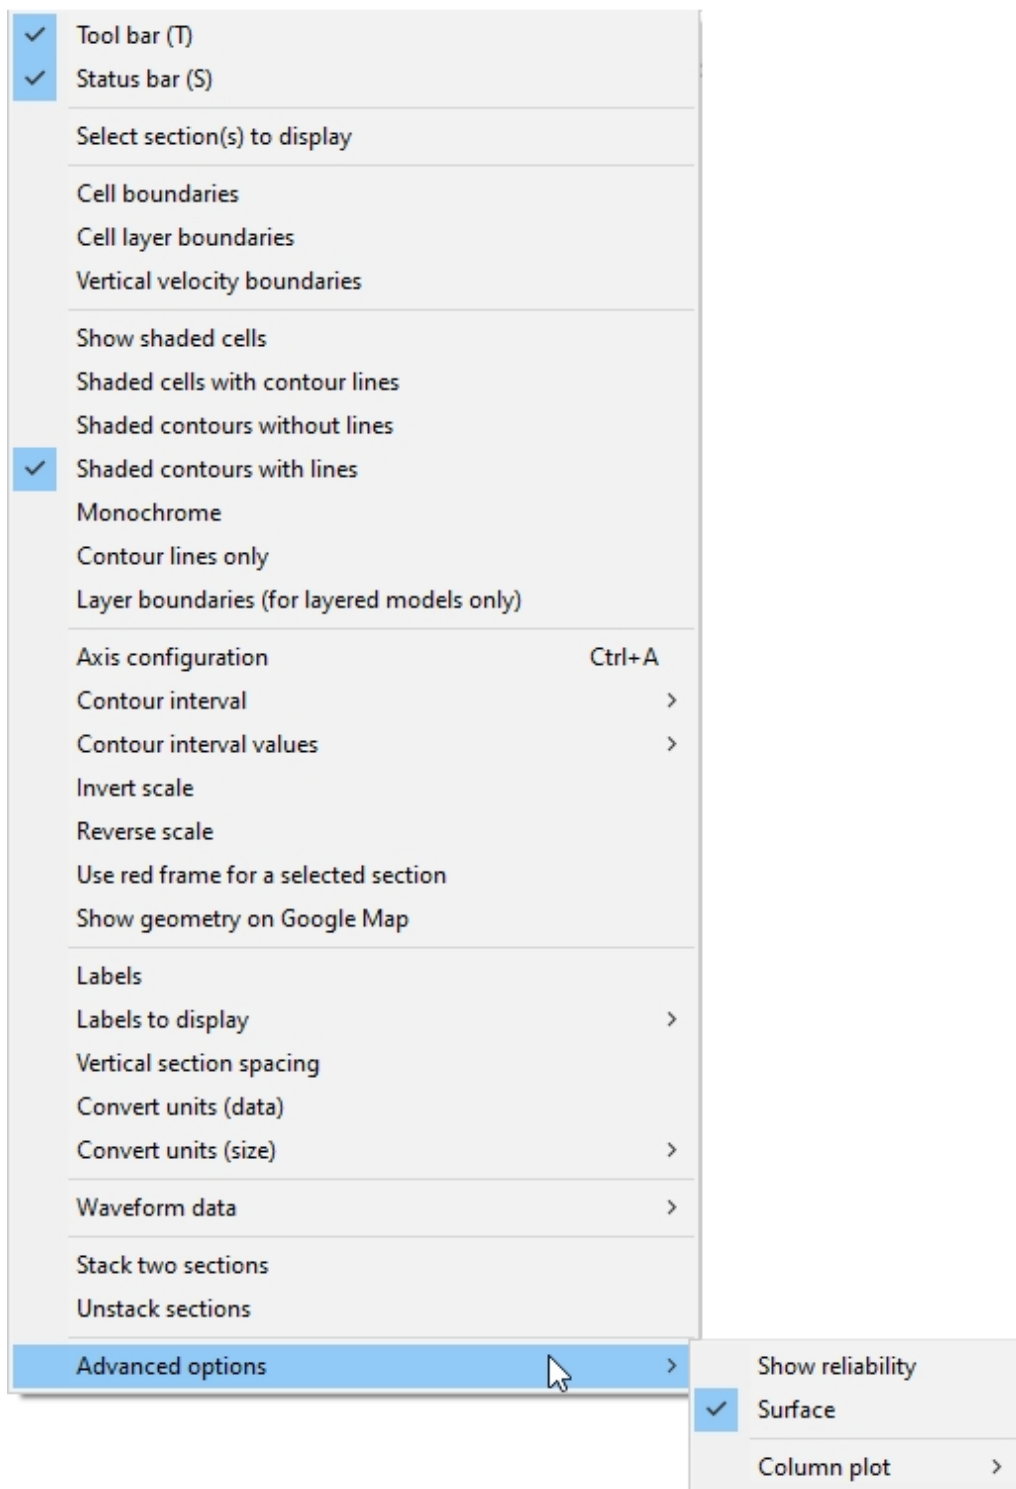 Tool bar (T)
Status bar (S)
Select section(s) to display
Cell boundaries
Cell layer boundaries
Vertical velocity boundaries
Show shaded cells
Shaded cells with contour lines
Shaded contours without lines
Shaded contours with lines
Monochrome
Contour lines only
Layer boundaries (for layered models only)
Axis configuration Ctrl+A
Contour interval
Contour interval values
Invert scale
Reverse scale
Use red frame for a selected section
Show geometry on Google Map
Labels
Labels to display
Vertical section spacing
Convert units (data)
Convert units (size)
Waveform data
Stack two sections
Unstack sections
Advanced options
Show reliability
Surface
Column plot